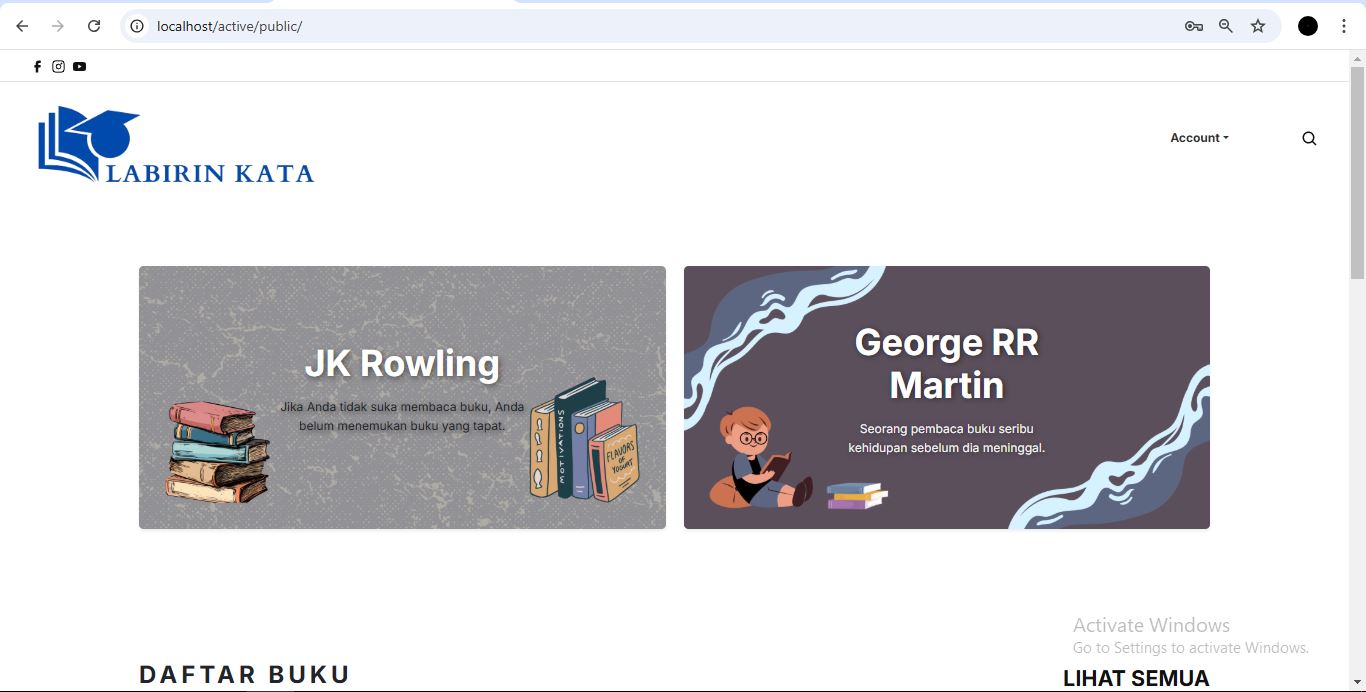 localhost/active/public/
LABIRIN KATA
Account
JK Rowling
Jika Anda tidak suka membaca buku, Anda
belum menemukan buku yang tapat.
MOTIVATIONS
FLAVORS
OF
YOGURT
George RR
Martin
Seorang pembaca buku seribu
kehidupan sebelum dia meninggal.
Activate Windows
Go to Settings to activate Windows.
DAFTAR BUKU
LIHAT SEMUA